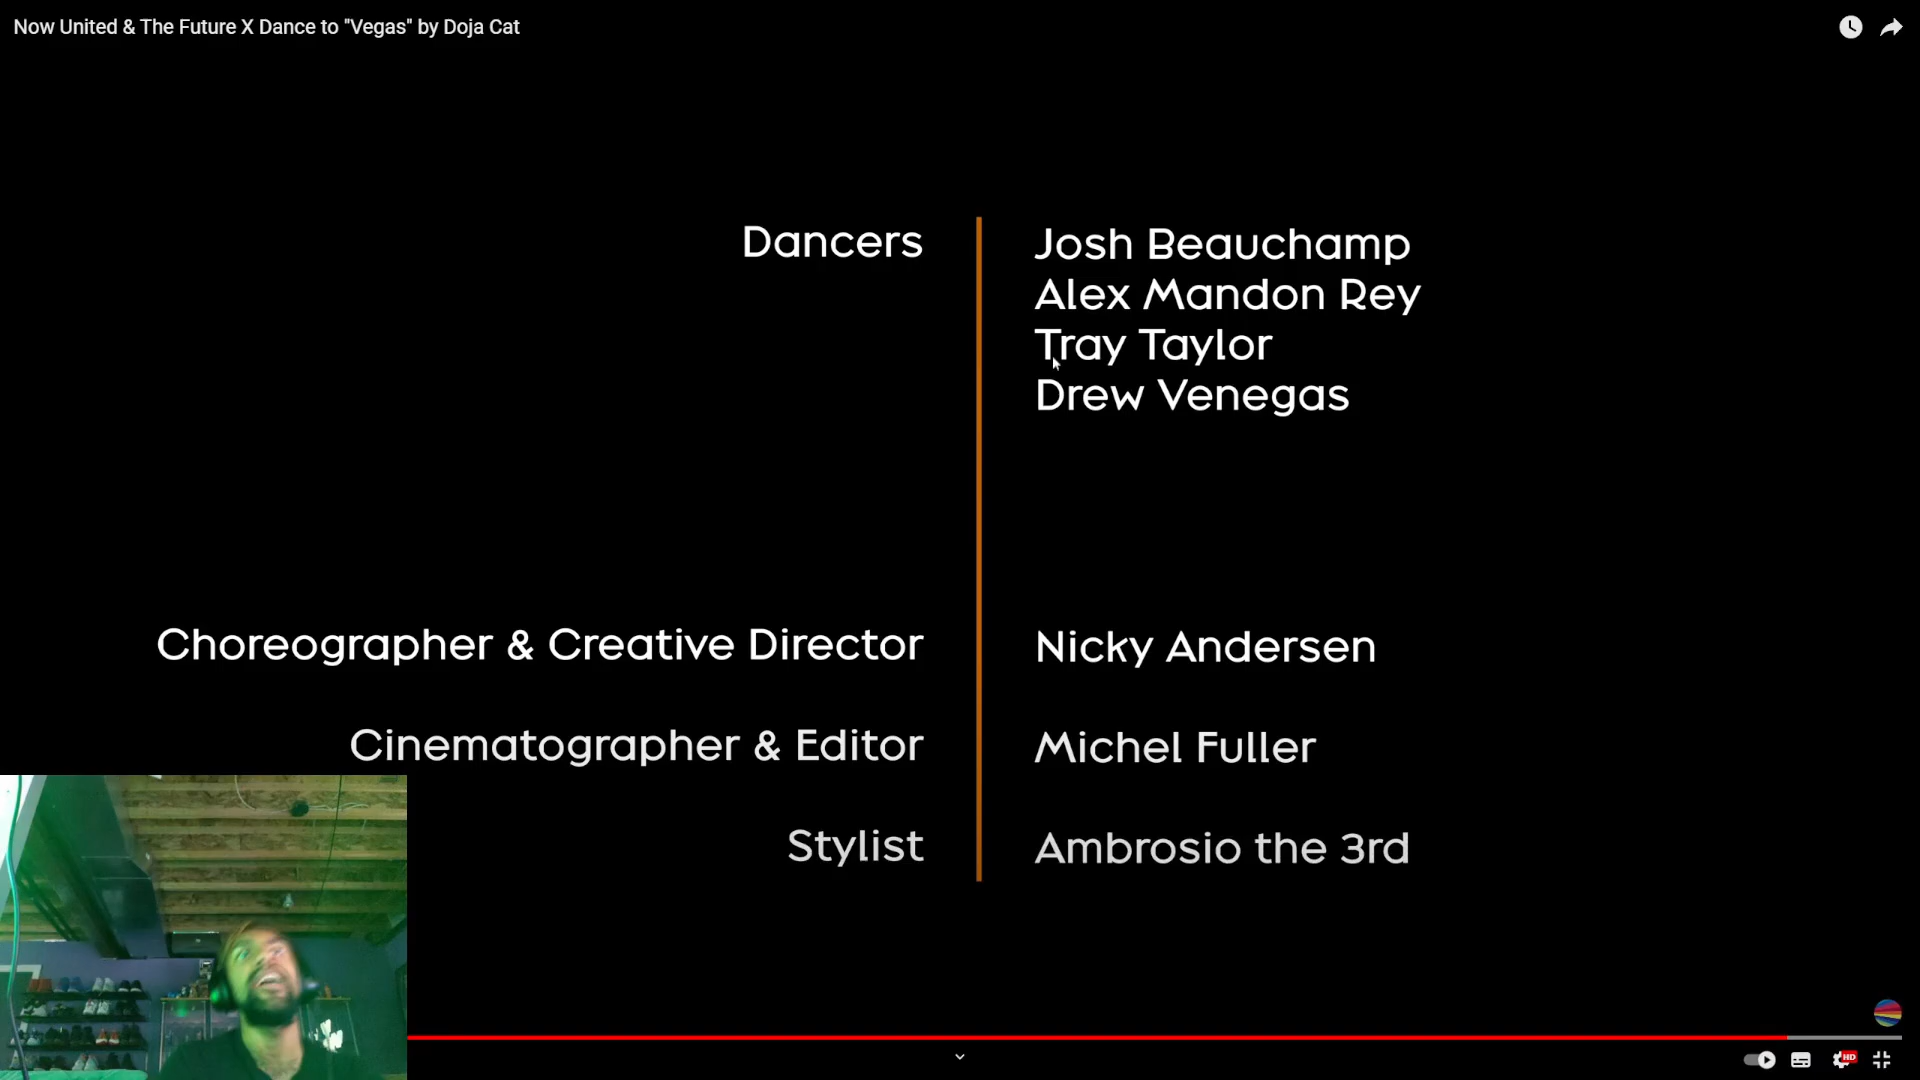 Now United & The Future X Dance to "Vegas" by Doja Cat
Dancers
Josh Beauchamp
Alex Mandon Rey
Tray Taylor
Drew Venegas
Choreographer & Creative Director
Nicky Andersen
Cinematographer & Editor
Michel Fuller
Stylist
Ambrosio the 3rd
HD